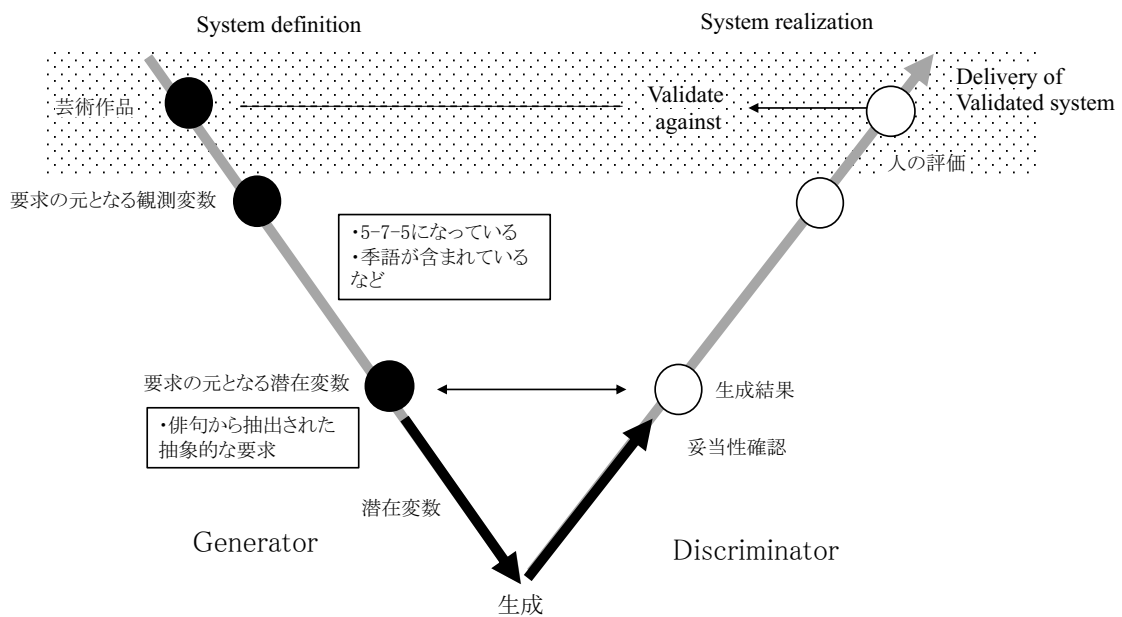 System definition
System realization
芸術作品
Validate
against
Delivery of
Validated system
人の評価
要求の元となる観測変数
・5-7-5になっている
・季語が含まれている
など
要求の元となる潜在変数
生成結果
・俳句から抽出された
抽象的な要求
妥当性確認
潜在変数
Generator
Discriminator
生成